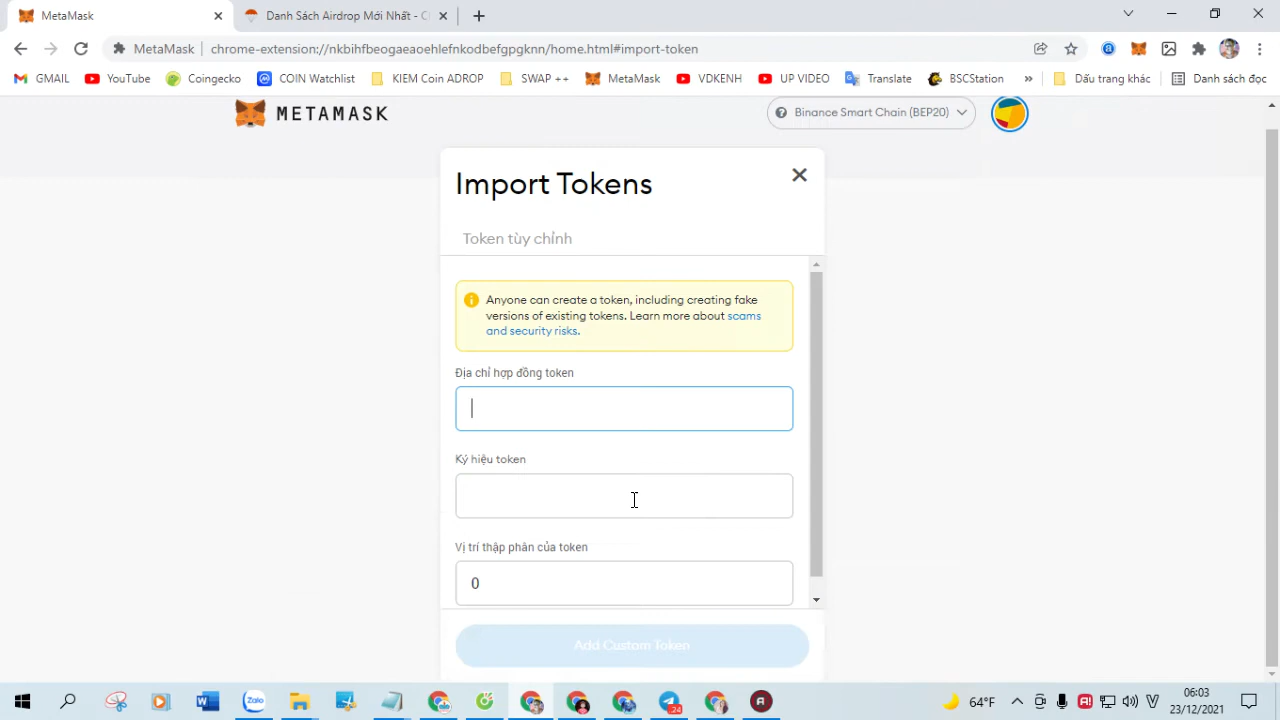 MetaMask
Danh Sách Airdrop Mới Nhất - C
MetaMask
chrome-extension://nkbihfbeogaeaoehlefnkodbefgpgknn/home.html#import-token
GMAIL
YouTube
Coingecko
COIN Watchlist
KIEM Coin ADROP
SWAP ++
MetaMask
VDKENH
UP VIDEO
Translate
BSCStation
»
Dấu trang khác
Danh sách đọc
METAMASK
Binance Smart Chain (BEP20)
Import Tokens
Token tùy chỉnh
Anyone can create a token, including creating fake
versions of existing tokens. Learn more about scams
and security risks.
Địa chỉ hợp đồng token
Ký hiệu token
Vị trí thập phân của token
0
Add Custom Token
Zalo
24
64°F
06:03
23/12/2021